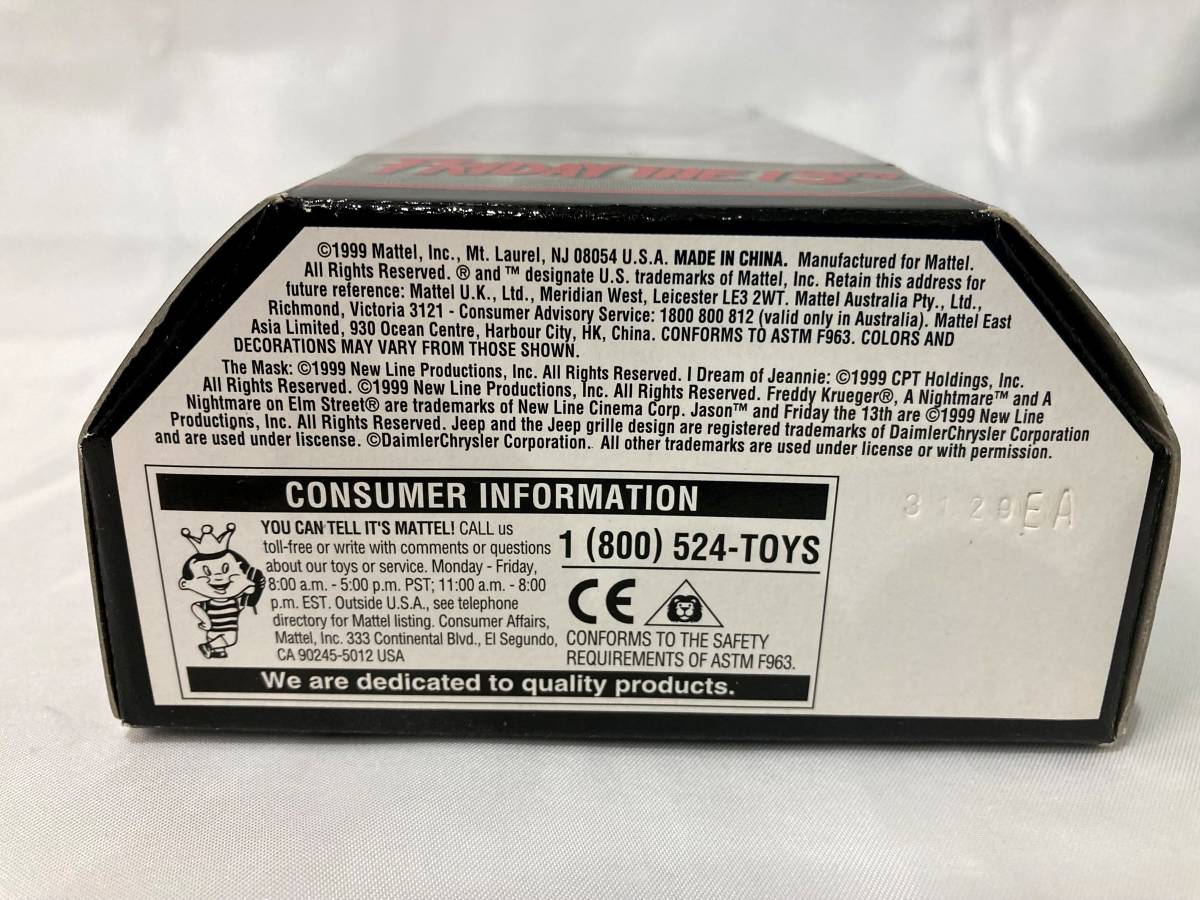 FRIDAY THE 13TH
©1999 Mattel, Inc., Mt. Laurel, NJ 08054 U.S.A. MADE IN CHINA. Manufactured for Mattel.
All Rights Reserved. ® and ™ designate U.S. trademarks of Mattel, Inc. Retain this address for
future reference: Mattel U.K., Ltd., Meridian West, Leicester LE3 2WT. Mattel Australia Pty., Ltd.,
Richmond, Victoria 3121 - Consumer Advisory Service: 1800 800 812 (valid only in Australia). Mattel East
Asia Limited, 930 Ocean Centre, Harbour City, HK, China. CONFORMS TO ASTM F963. COLORS AND
DECORATIONS MAY VARY FROM THOSE SHOWN.
The Mask: ©1999 New Line Productions, Inc. All Rights Reserved. I Dream of Jeannie: ©1999 CPT Holdings, Inc.
All Rights Reserved. ©1999 New Line Productions, Inc. All Rights Reserved. Freddy Krueger®, A Nightmare™ and A
Nightmare on Elm Street® are trademarks of New Line Cinema Corp. Jason™ and Friday the 13th are ©1999 New Line
Productions, Inc. All Rights Reserved. Jeep and the Jeep grille design are registered trademarks of DaimlerChrysler Corporation
and are used under liscense. ©DaimlerChrysler Corporation. All other trademarks are used under license or with permission.
CONSUMER INFORMATION
YOU CAN TELL IT'S MATTEL! CALL us
toll-free or write with comments or questions
about our toys or service. Monday - Friday,
8:00 a.m. - 5:00 p.m. PST; 11:00 a.m. - 8:00
p.m. EST. Outside U.S.A., see telephone
directory for Mattel listing. Consumer Affairs,
Mattel, Inc. 333 Continental Blvd., El Segundo,
CA 90245-5012 USA
1 (800) 524-TOYS
CE
CONFORMS TO THE SAFETY
REQUIREMENTS OF ASTM F963.
We are dedicated to quality products.
3129EA